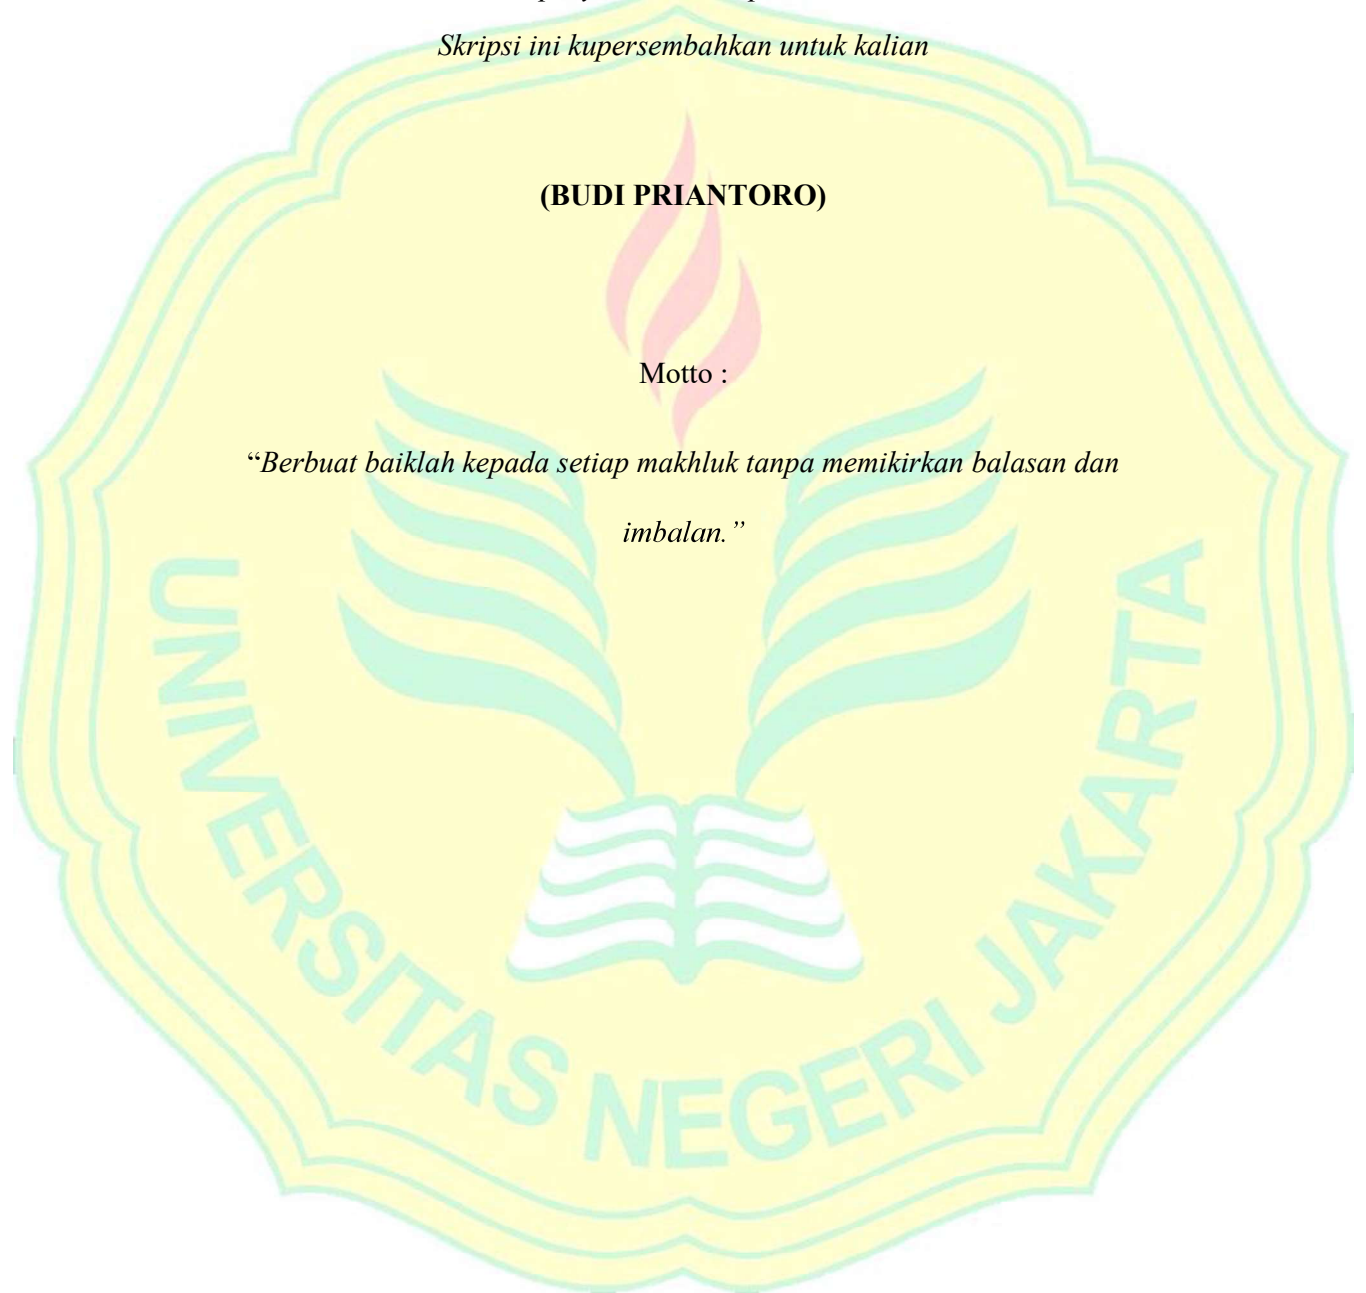 Skripsi ini kupersembahkan untuk kalian
(BUDI PRIANTORO)
Motto :
“Berbuat baiklah kepada setiap makhluk tanpa memikirkan balasan dan
imbalan.”
UNIVERSITAS NEGERI JAKARTA